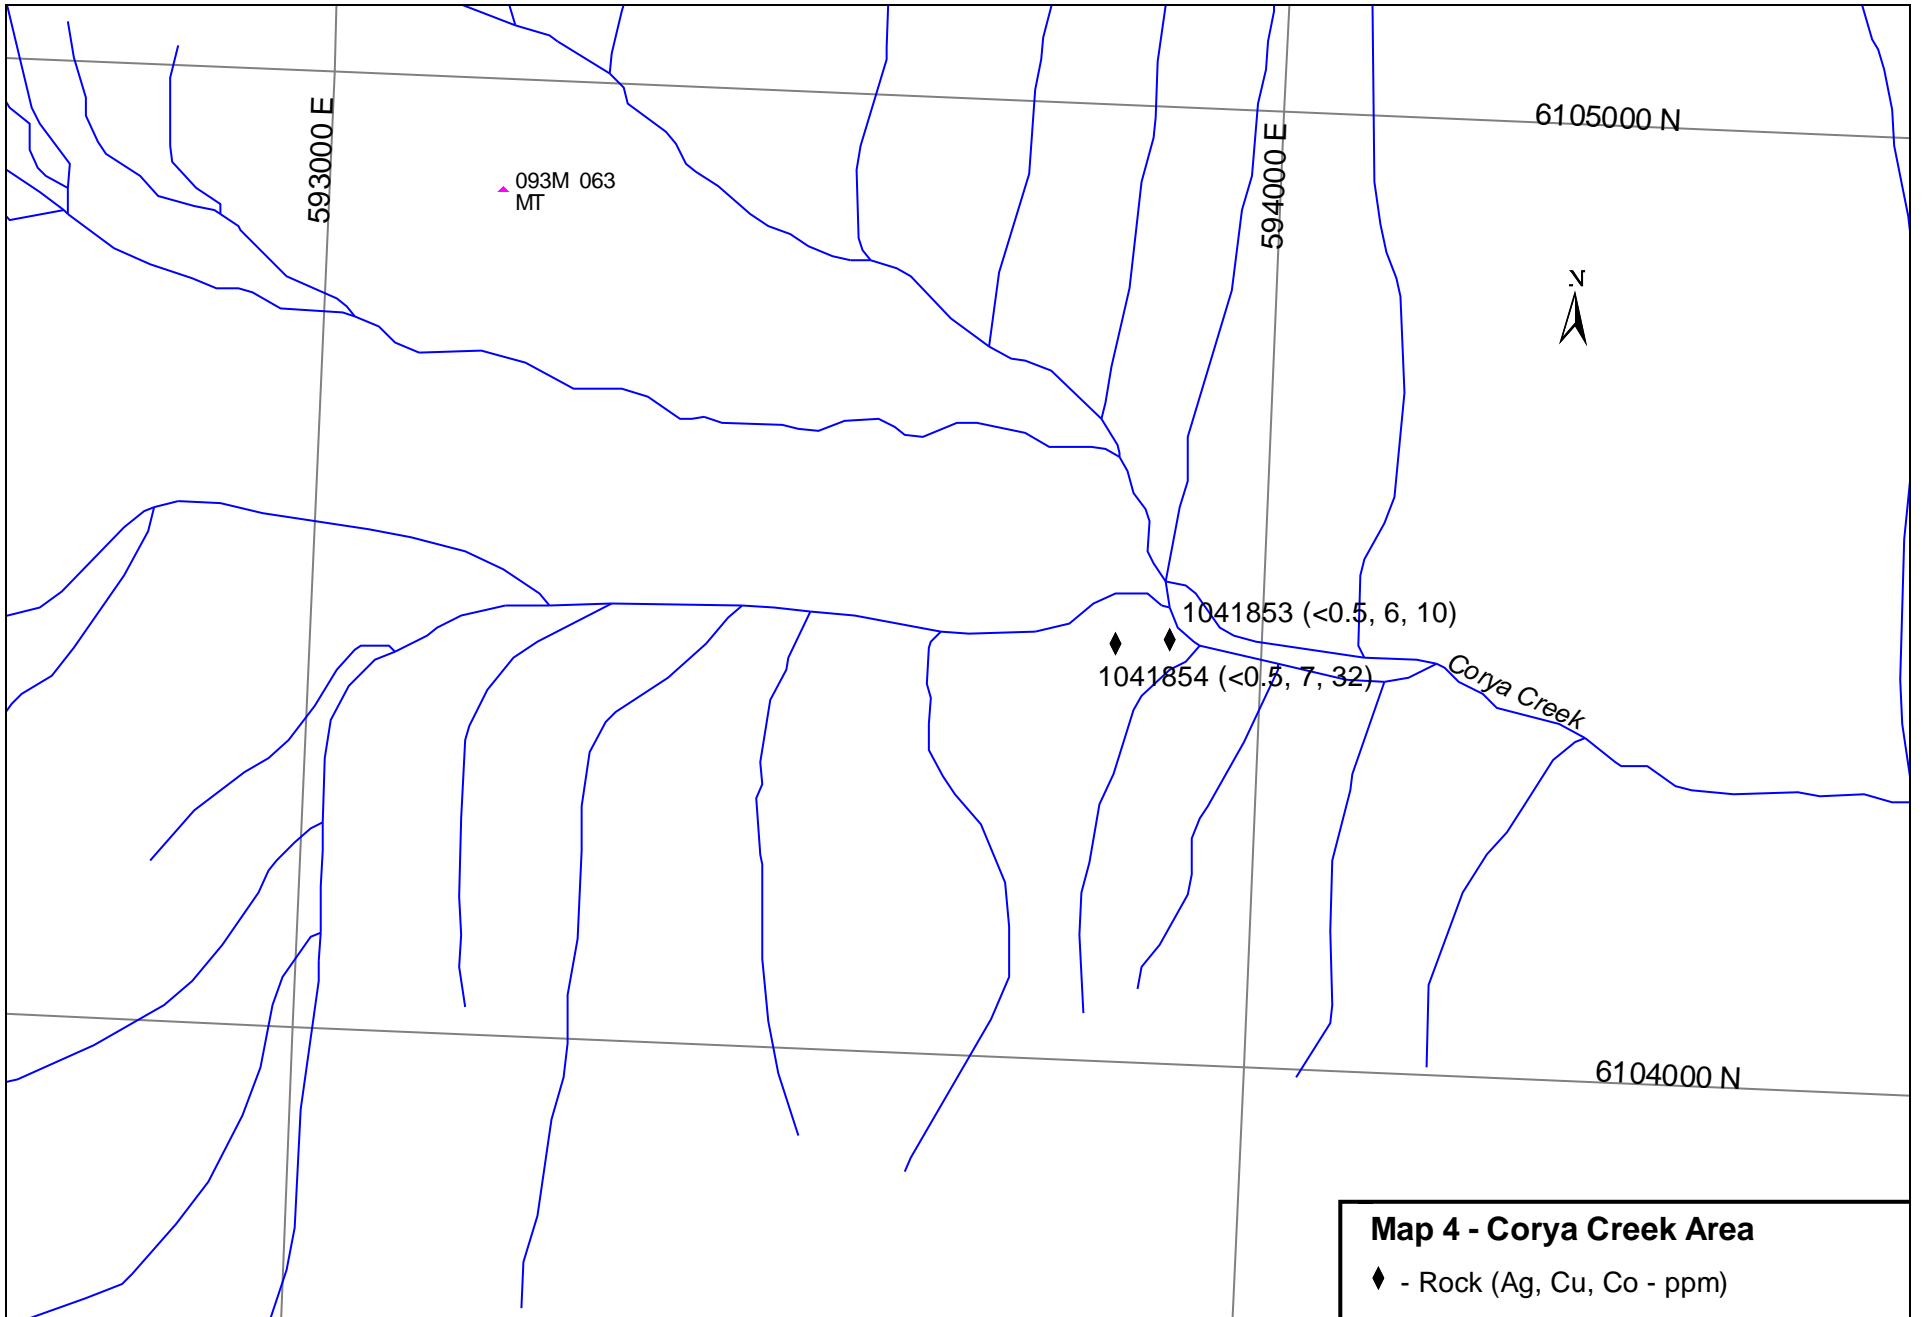 6105000 N
593000 E
594000 E
093M 063
MT
N
1041853 (<0.5, 6, 10)
1041854 (<0.5, 7, 32)
Corya Creek
6104000 N
Map 4 - Corya Creek Area
- Rock (Ag, Cu, Co - ppm)